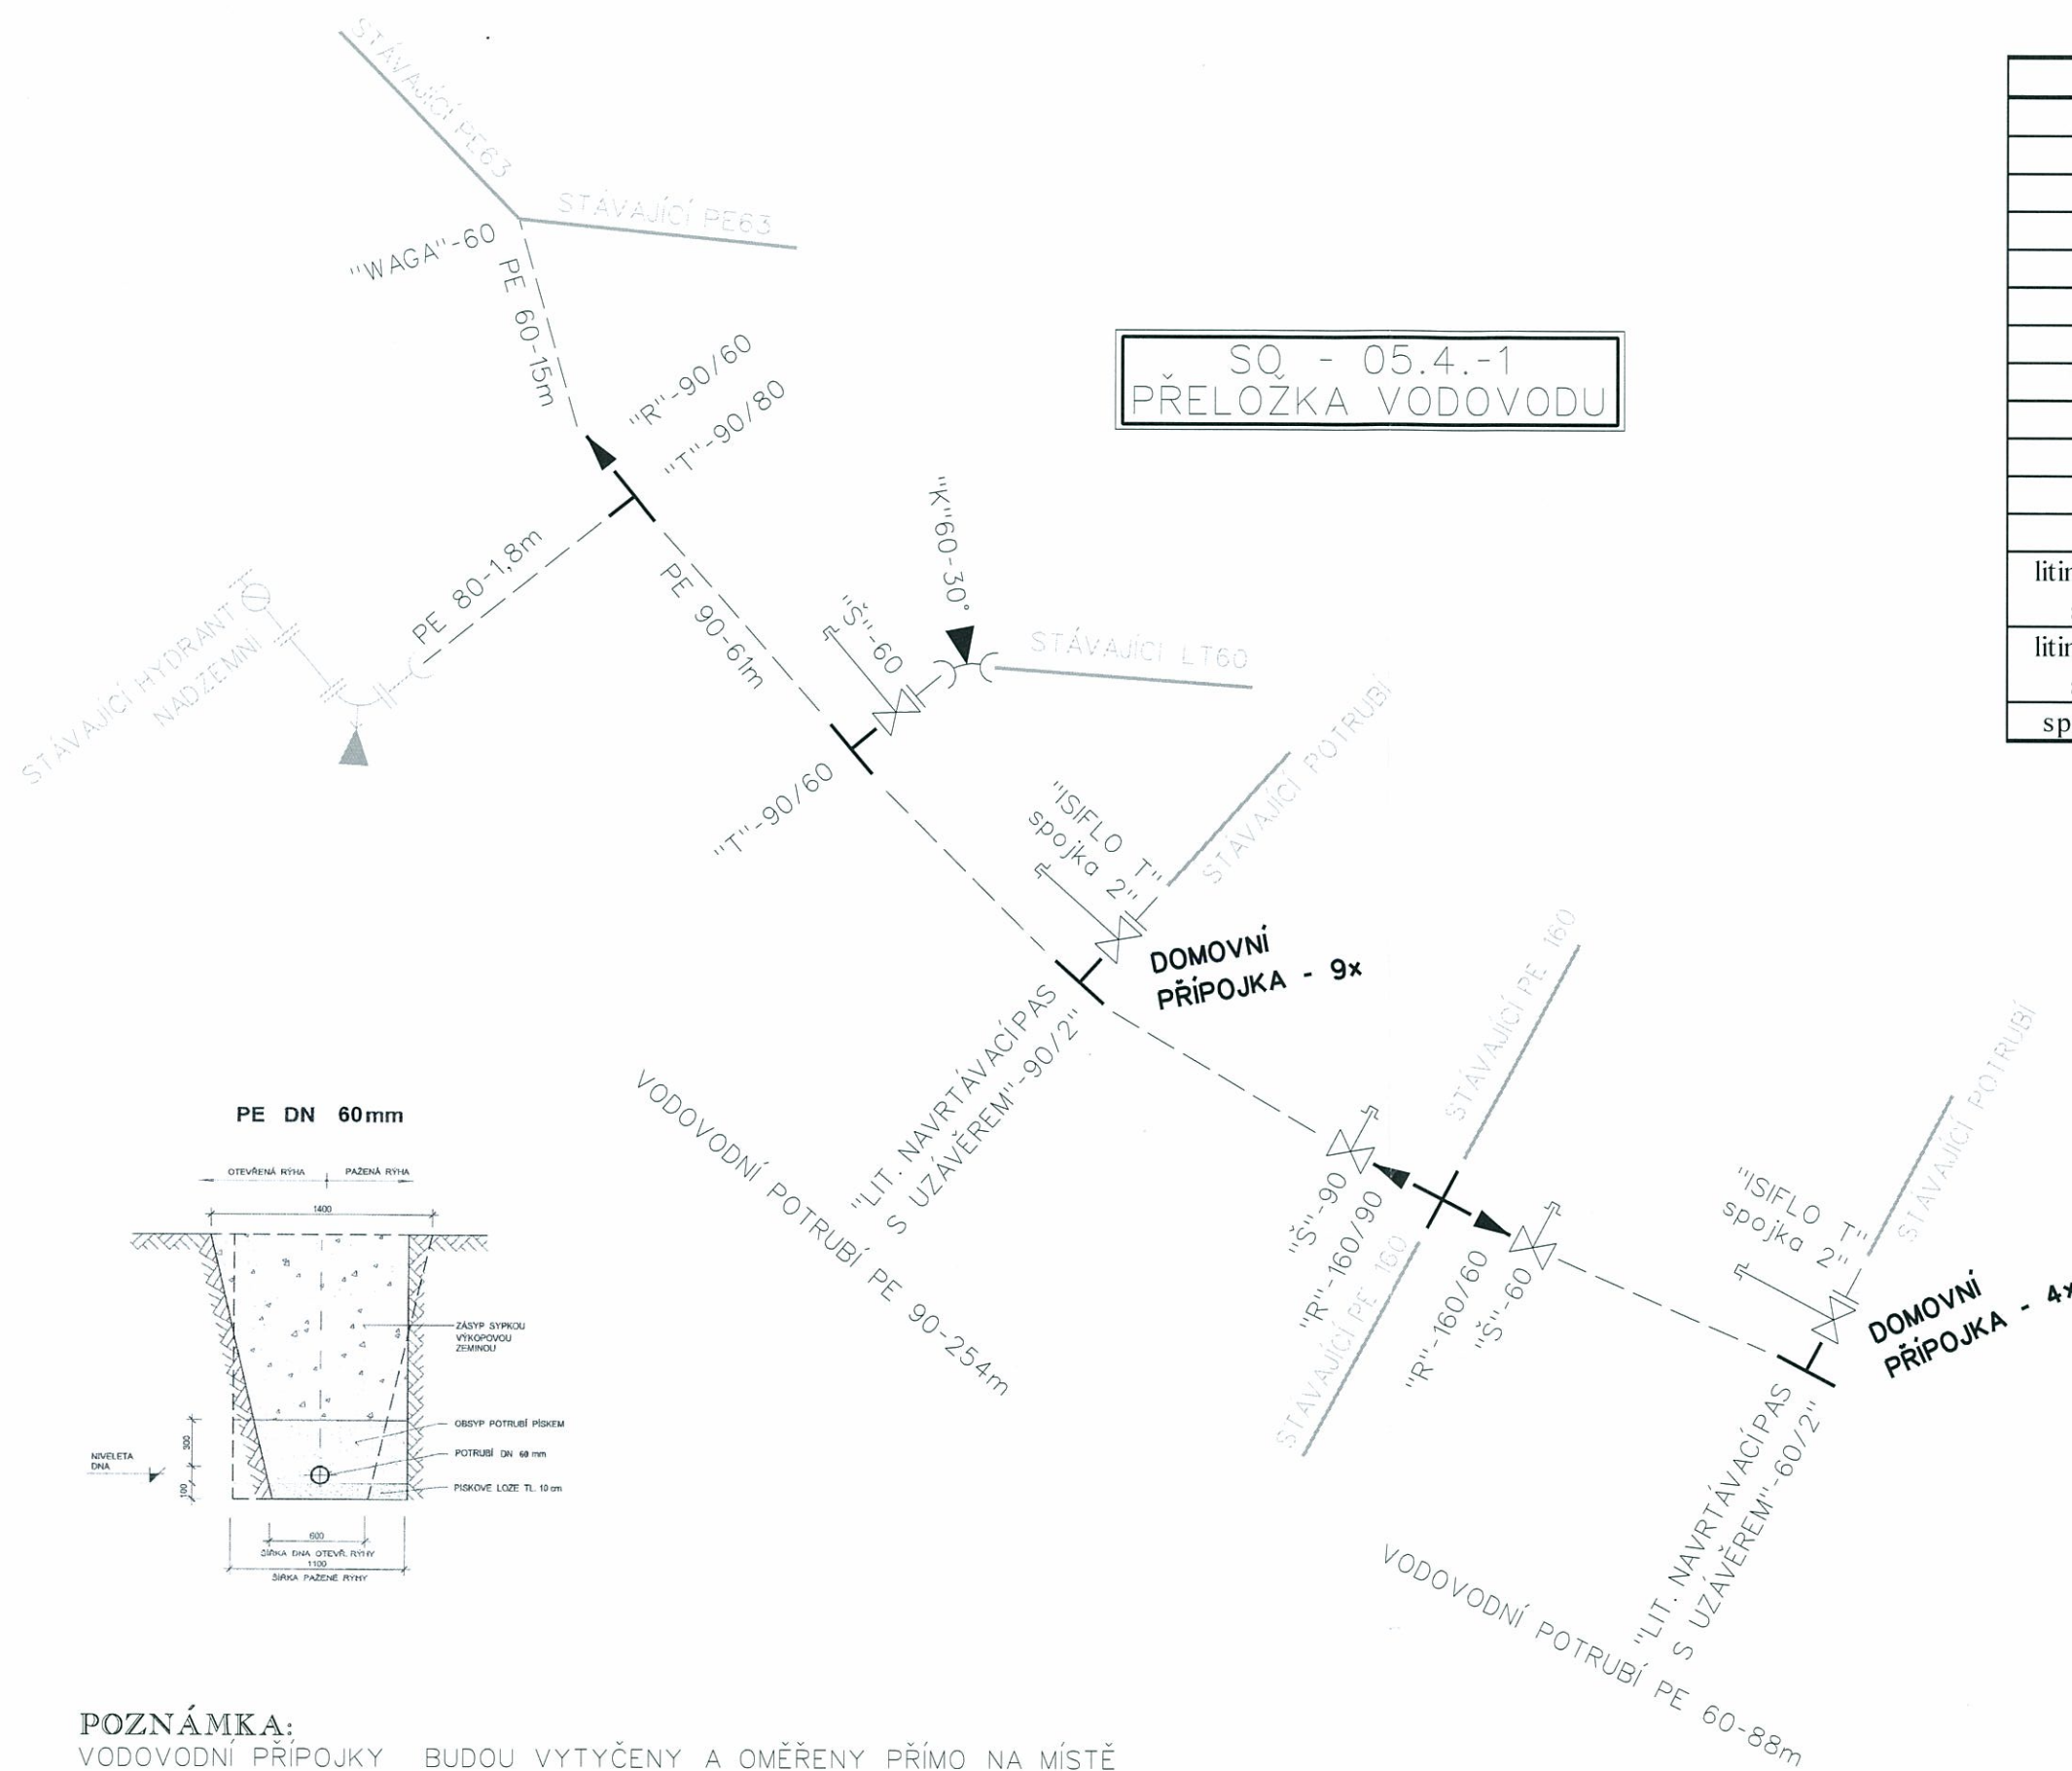 STÁVAJÍCÍ PE63
STÁVAJÍCÍ PE63
"WAGA"-60
PE 60-15m
"R"-90/60
"T"-90/80
SO - 05.4.-1
PŘELOŽKA VODOVODU
PE 80-1,8m
STÁVAJÍCÍ HYDRANT
NADZEMNÍ
PE 90-61m
"K"60-30°
"Š"-60
STÁVAJÍCÍ LT60
"T"-90/60
"ISIFLO T"
spojka 2"
STÁVAJÍCÍ POTRUBÍ
DOMOVNÍ
PŘÍPOJKA - 9x
"LIT. NAVRTÁVACÍ PAS
S UZÁVĚREM"-90/2"
VODOVODNÍ POTRUBÍ PE 90-254m
STÁVAJÍCÍ PE 160
"Š"-90
"R"-160/90
STÁVAJÍCÍ PE 160
"R"-160/60
"Š"-60
"ISIFLO T"
spojka 2"
STÁVAJÍCÍ POTRUBÍ
DOMOVNÍ
PŘÍPOJKA - 4x
"LIT. NAVRTÁVACÍ PAS
S UZÁVĚREM"-60/2"
VODOVODNÍ POTRUBÍ PE 60-88m
litin
litin
sp
PE DN 60mm
OTEVŘENÁ RÝHA
PAŽENÁ RÝHA
1400
ZÁSYP SYPKOU
VÝKOPOVOU
ZEMINOU
OBSYP POTRUBÍ PÍSKEM
POTRUBÍ DN 60 mm
PISKOVE LOZE TL. 10 cm
NIVELETA
DNA
300
100
600
ŠÍŘKA DNA OTEVŘ. RÝHY
1100
ŠÍŘKA PAŽENÉ RÝHY
POZNÁMKA:
VODOVODNÍ PŘÍPOJKY BUDOU VYTYČENY A OMĚŘENY PŘÍMO NA MÍSTĚ